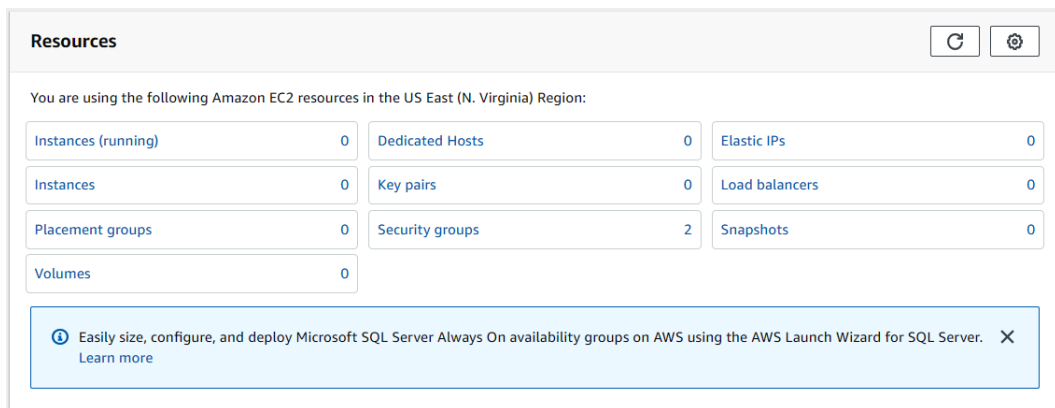 Resources
You are using the following Amazon EC2 resources in the US East (N. Virginia) Region:
Instances (running) 0 Dedicated Hosts 0 Elastic IPs 0
Instances 0 Key pairs 0 Load balancers 0
Placement groups 0 Security groups 2 Snapshots 0
Volumes 0
Easily size, configure, and deploy Microsoft SQL Server Always On availability groups on AWS using the AWS Launch Wizard for SQL Server.
Learn more